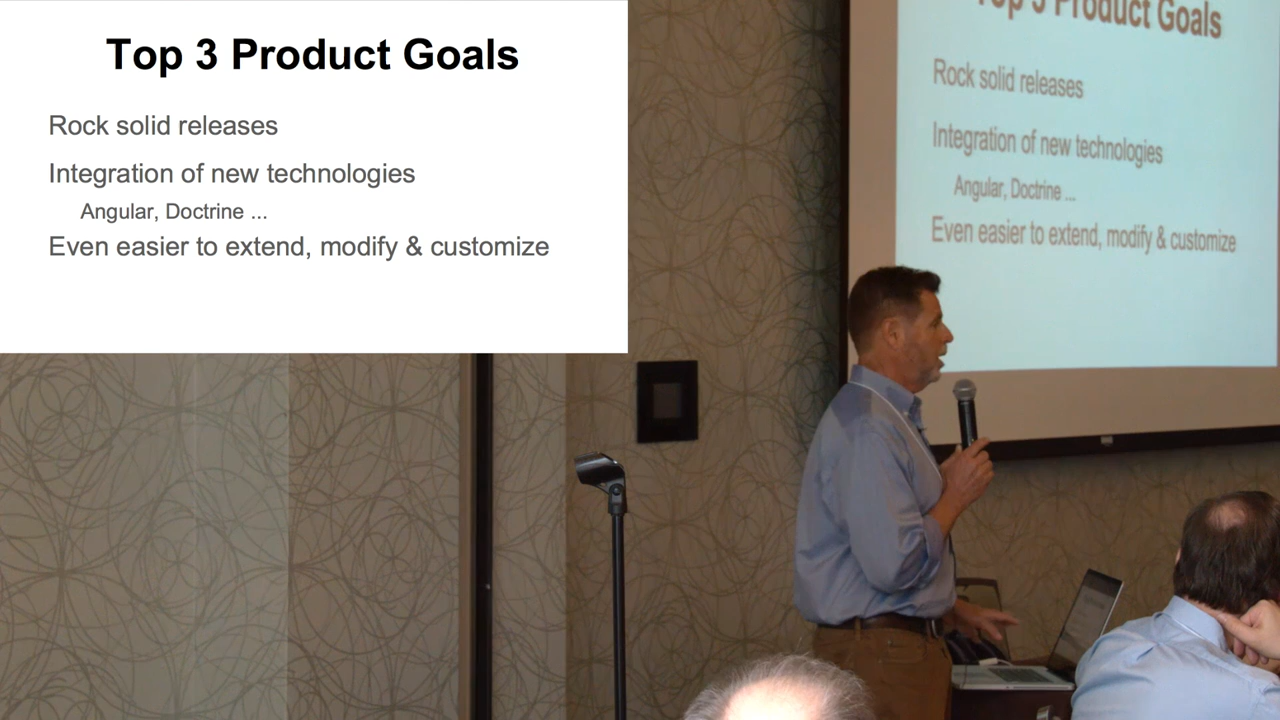 Top 3 Product Goals
Rock solid releases
Integration of new technologies
Angular, Doctrine ...
Even easier to extend, modify & customize
Top 3 Product Goals
Rock solid releases
Integration of new technologies
Angular, Doctrine ...
Even easier to extend, modify & customize